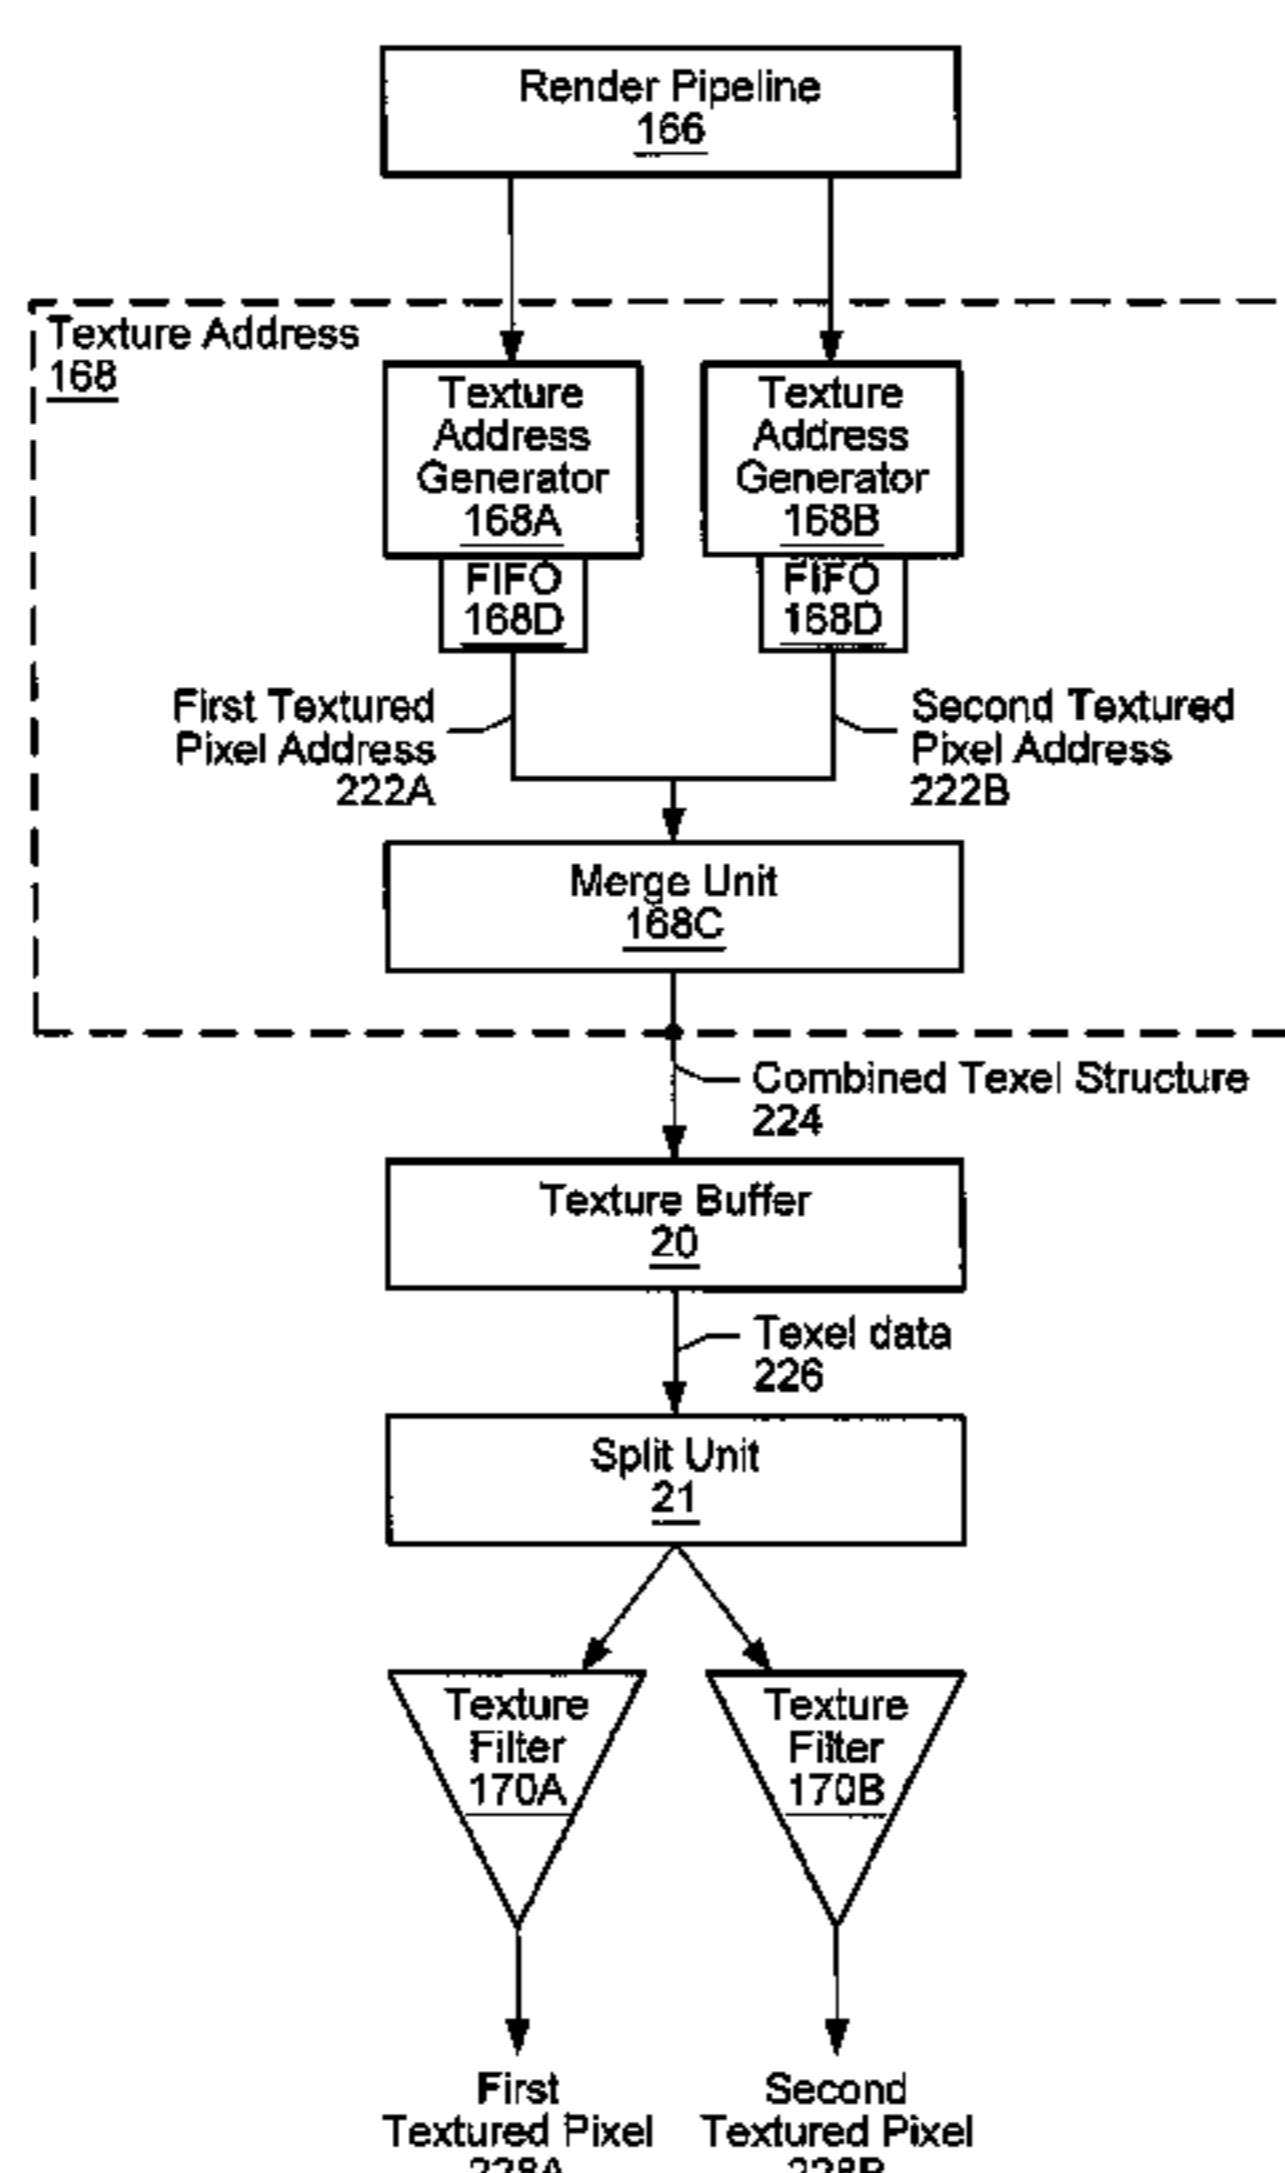 Render Pipeline
166
Texture Address
168
Texture
Address
Generator
168A
Texture
Address
Generator
168B
FIFO
168D
FIFO
168D
First Textured
Pixel Address
222A
Second Textured
Pixel Address
222B
Merge Unit
168C
Combined Texel Structure
224
Texture Buffer
20
Texel data
226
Split Unit
21
Texture
Filter
170A
Texture
Filter
170B
First
Textured Pixel
228A
Second
Textured Pixel
228B